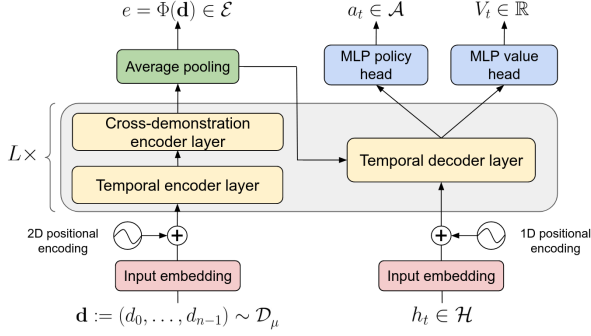 e = Φ(d) ∈ ℰ
a_t ∈ 𝒜
V_t ∈ ℝ
Average pooling
MLP policy
head
MLP value
head
L×
Cross-demonstration
encoder layer
Temporal encoder layer
Temporal decoder layer
2D positional
encoding
+
+
1D positional
encoding
Input embedding
Input embedding
d := (d_0, . . . , d_{n−1}) ∼ 𝒟_μ
h_t ∈ ℋ